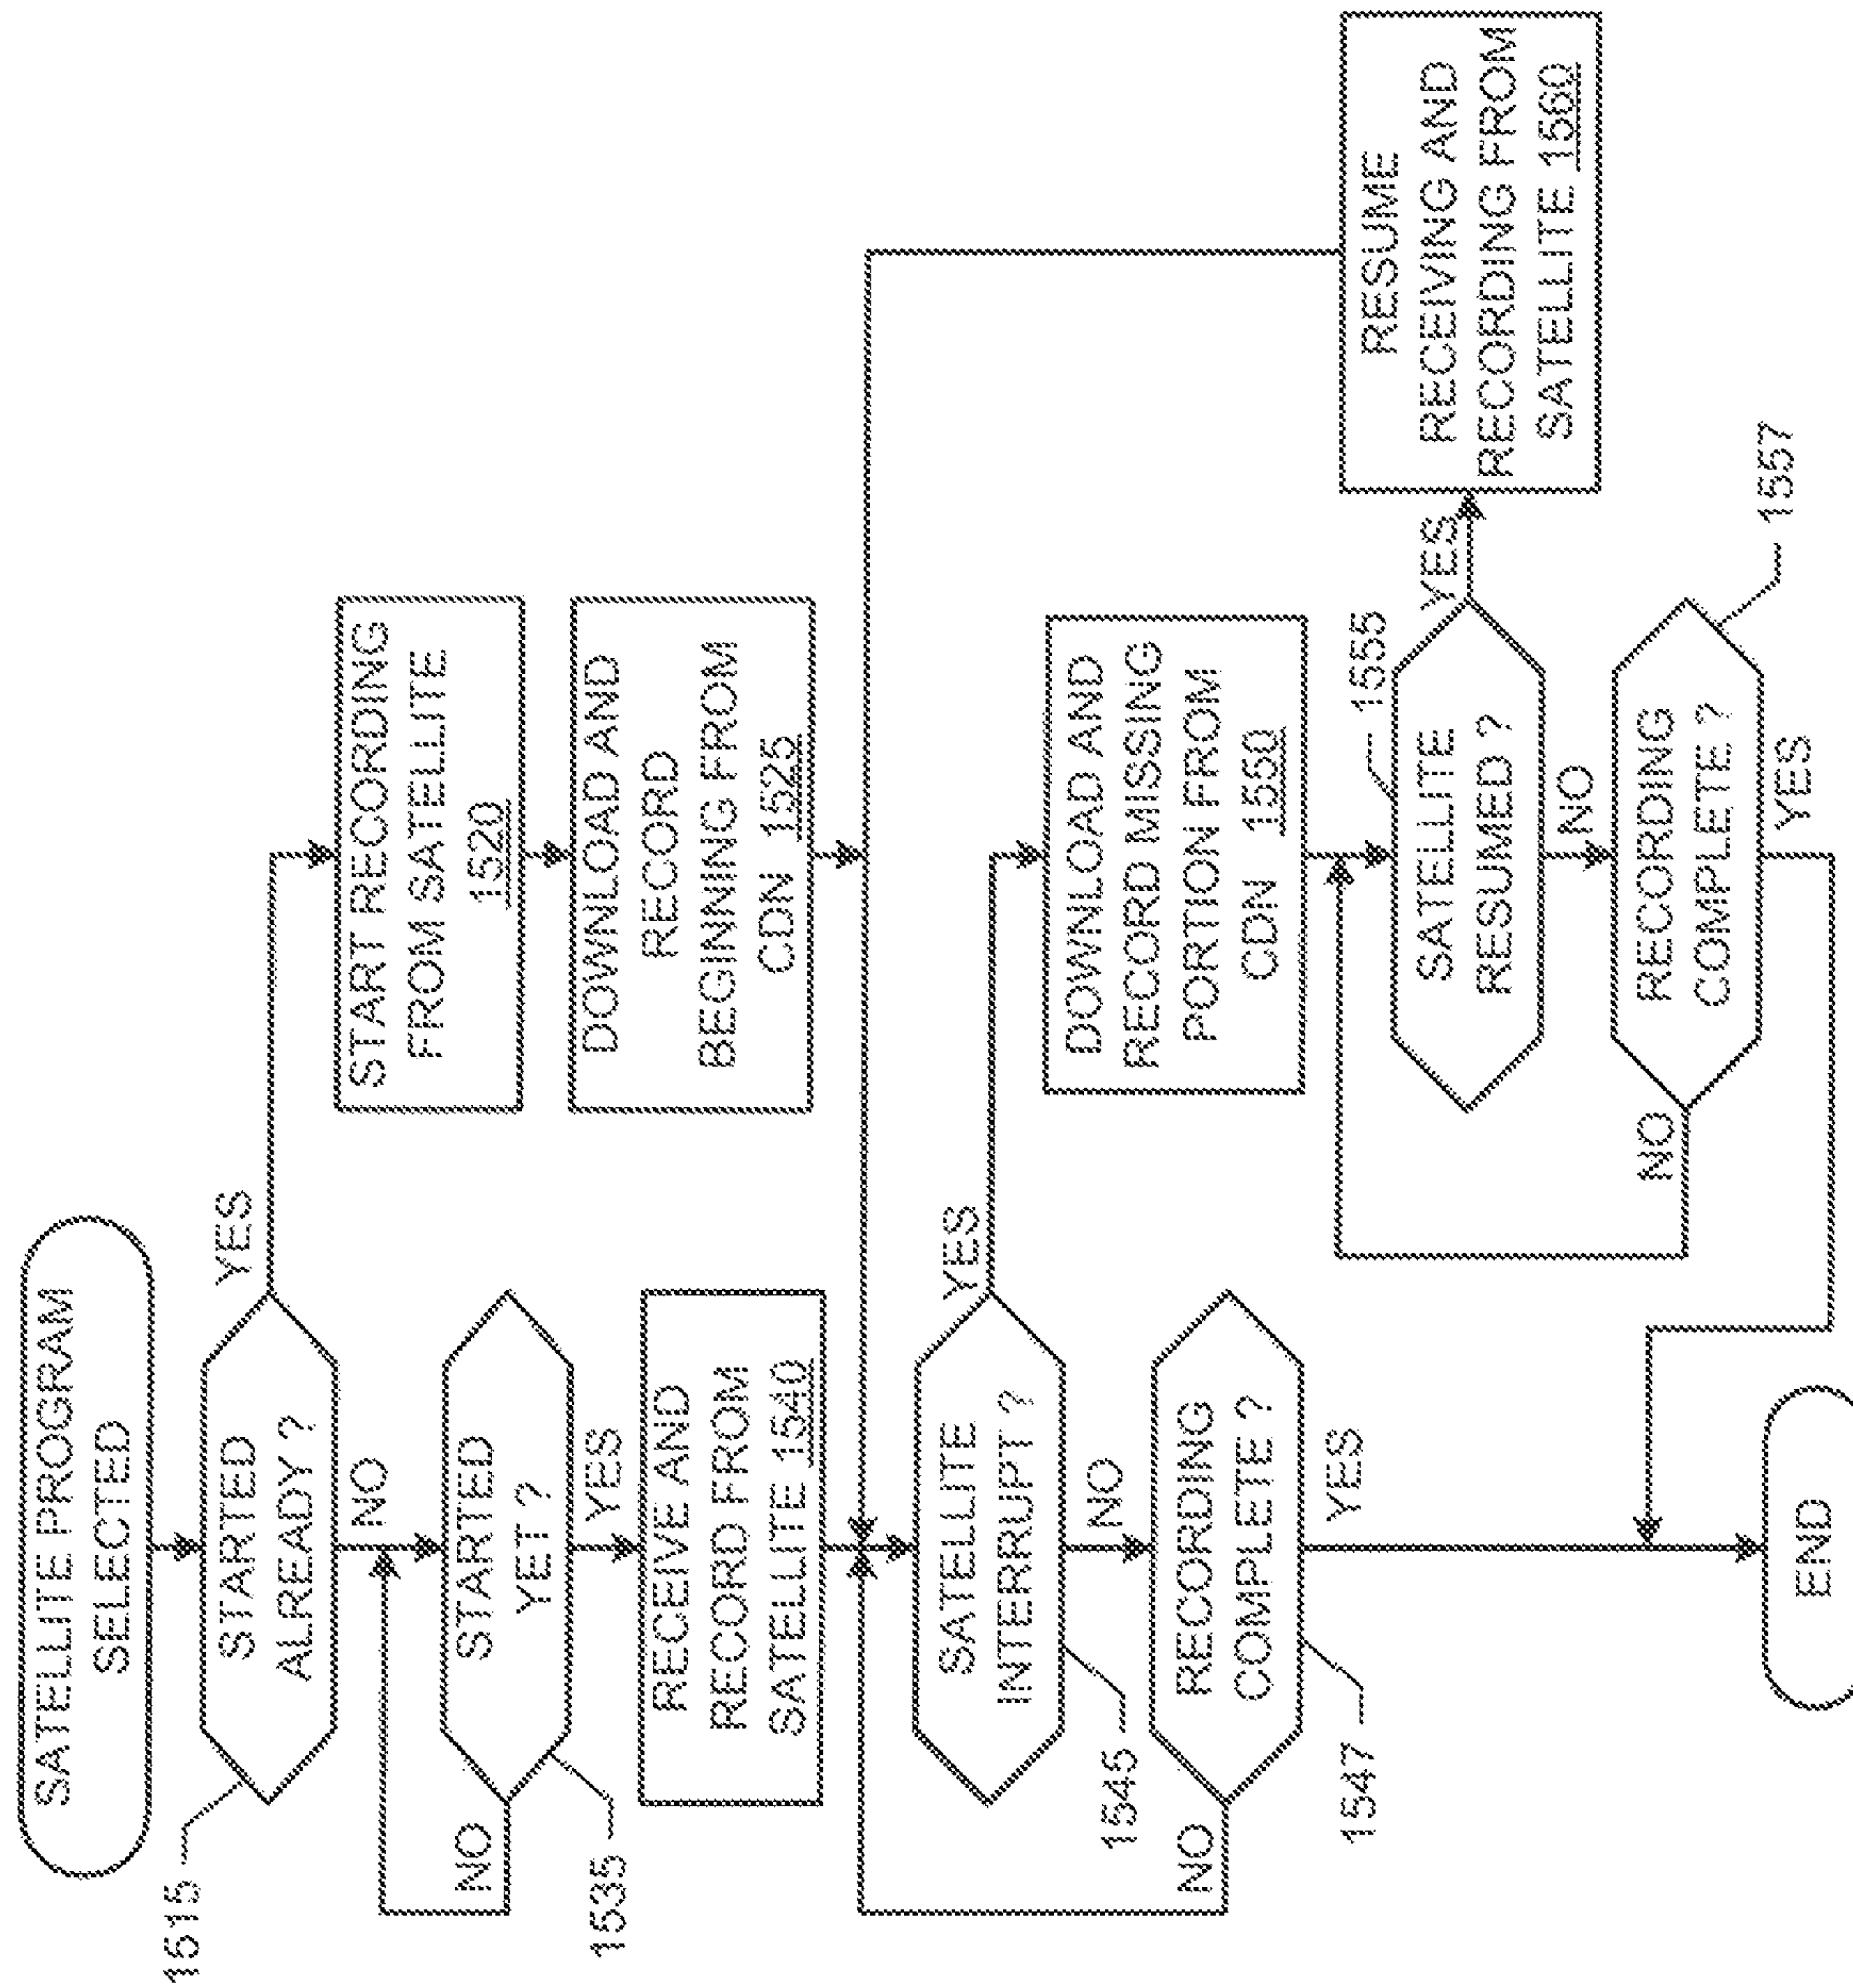 SATELLITE PROGRAM
SELECTED
1515
STARTED
ALREADY ?
YES
NO
START RECORDING
FROM SATELLITE
1520
DOWNLOAD AND
RECORD
BEGINNING FROM
CDN 1525
STARTED
YET ?
NO
YES
1535
RECEIVE AND
RECORD FROM
SATELLITE 1540
SATELLITE
INTERRUPT ?
YES
NO
1545
RECORDING
COMPLETE ?
NO
YES
1547
DOWNLOAD AND
RECORD MISSING
PORTION FROM
CDN 1550
1555
SATELLITE
RESUMED ?
YES
NO
RESUME
RECEIVING AND
RECORDING FROM
SATELLITE 1560
RECORDING
COMPLETE ?
1557
NO
YES
END